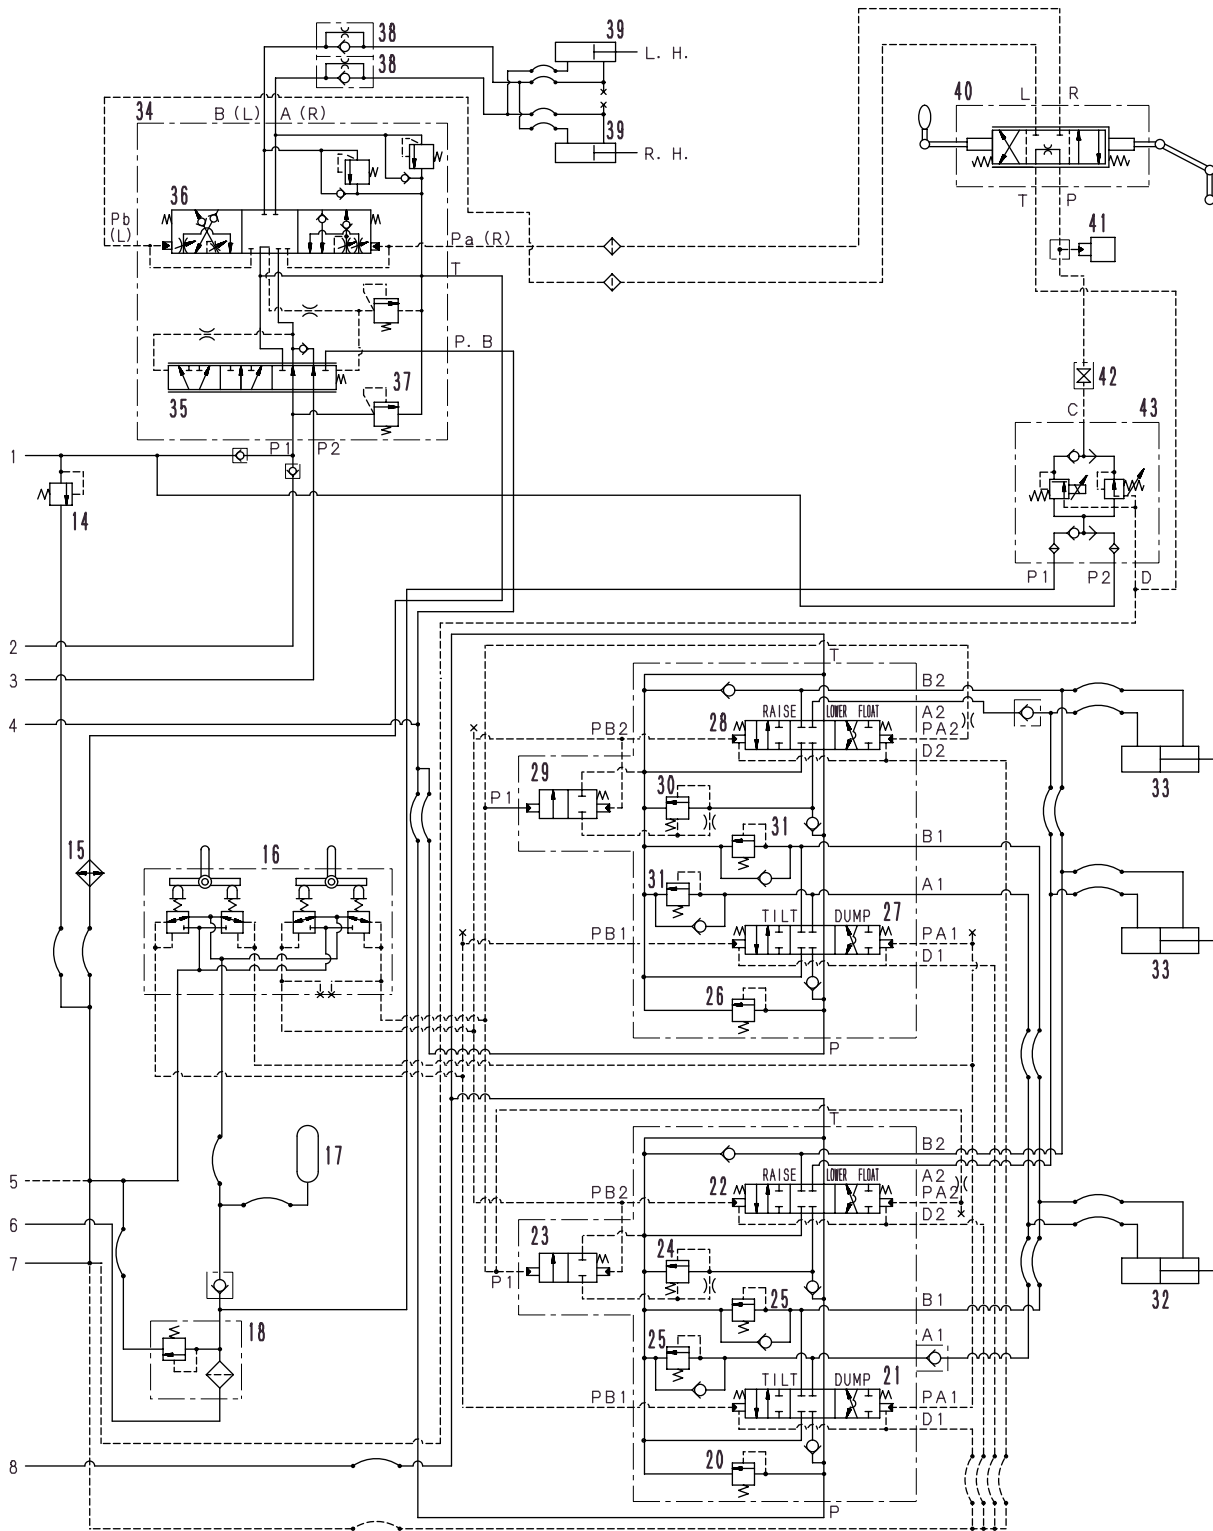 38
39
L. H.
38
L R
40
34
B (L) A (R)
39
R. H.
36
T P
Pb
(L)
Pa (R)
41
T
P. B
37
42
35
C
43
P1 P2
1
14
P1 P2 D
2
3
T
B2
4
RAISE LOWER FLOAT
A2
PB2
28
PA2
D2
29
30
P1
33
31
B1
15
16
31
A1
TILT DUMP
27
PB1
PA1
D1
33
26
P
T
17
B2
5
RAISE LOWER FLOAT
A2
PB2
22
PA2
6
D2
23
24
7
P1
25
B1
32
18
25
A1
TILT DUMP
21
PB1
PA1
D1
8
20
P